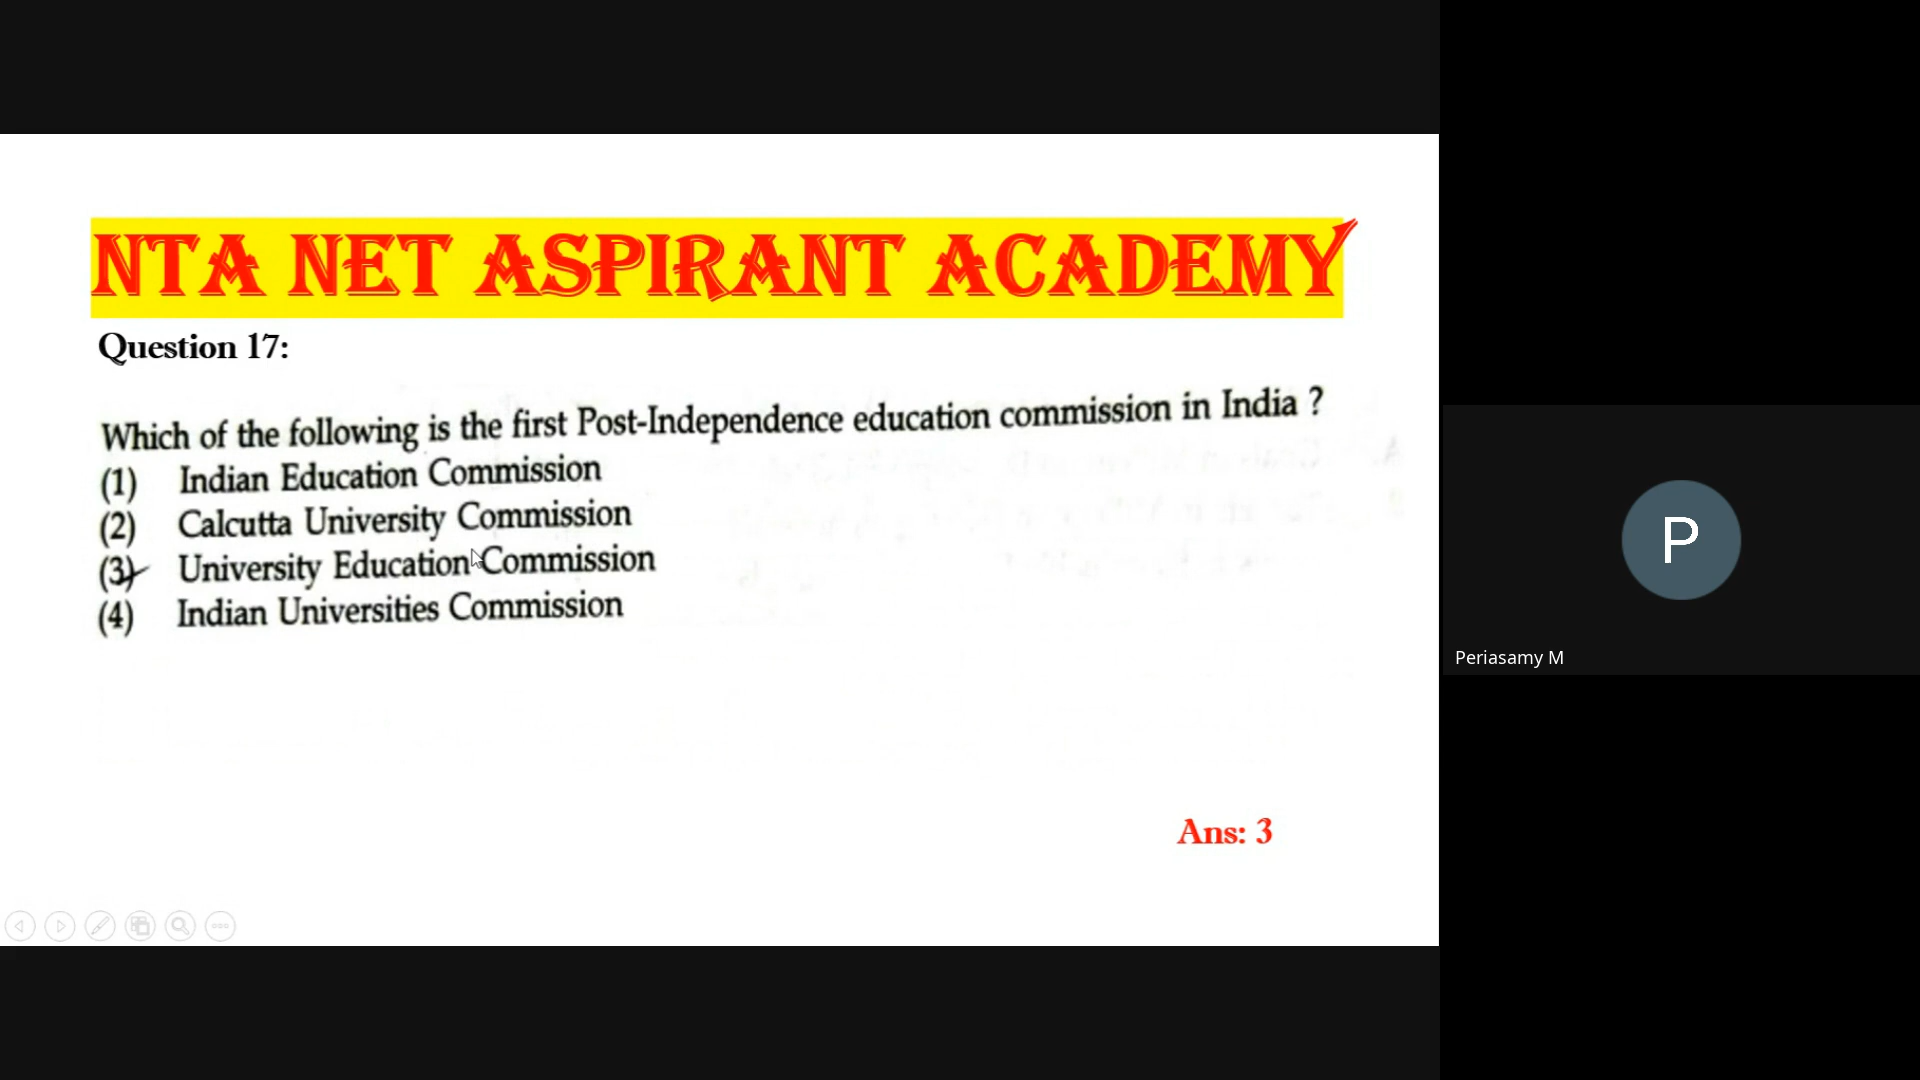 NTA NET ASPIRANT ACADEMY
Question 17:
Which of the following is the first Post-Independence education commission in India ?
(1) Indian Education Commission
(2) Calcutta University Commission
(3) University Education Commission
(4) Indian Universities Commission
Ans: 3
P
Periasamy M